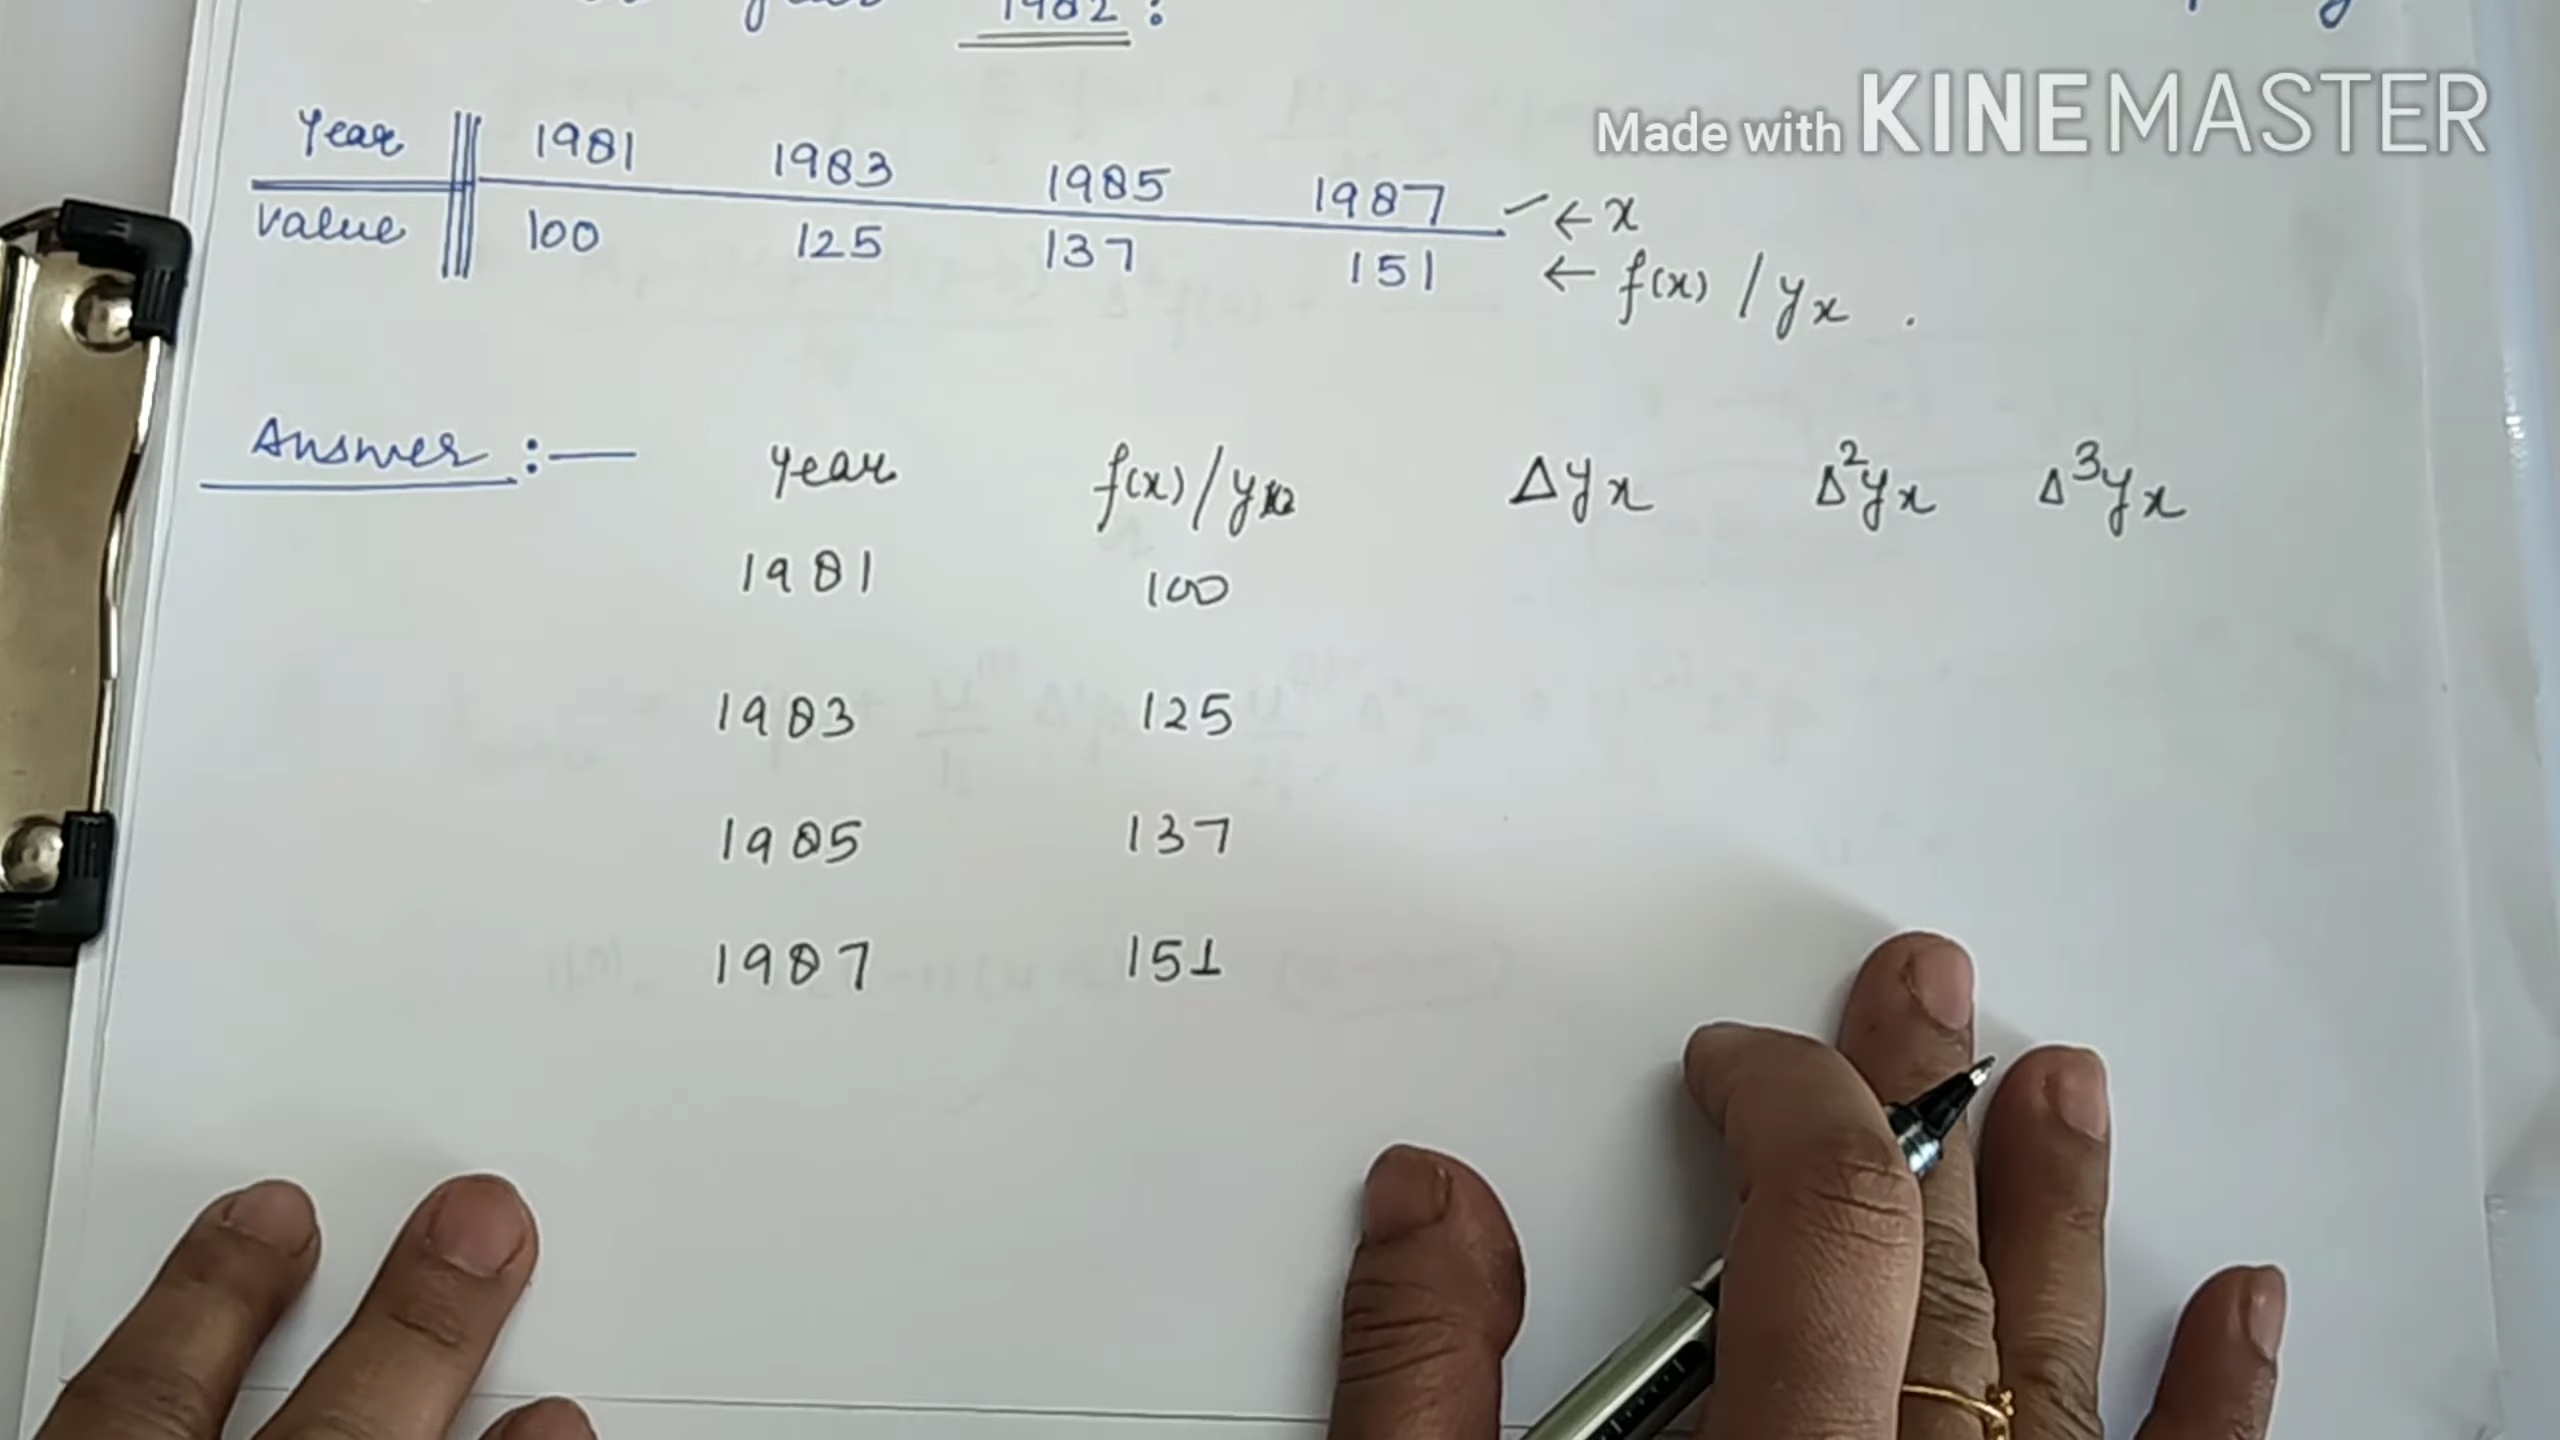 1982 :
Made with KINEMASTER
Year 1981 1983 1985 1987 ← x
Value 100 125 137 151 ← f(x) / yx .
Answer :— Year f(x)/yx Δyx Δ²yx Δ³yx
1981 100
1983 125
1985 137
1987 151